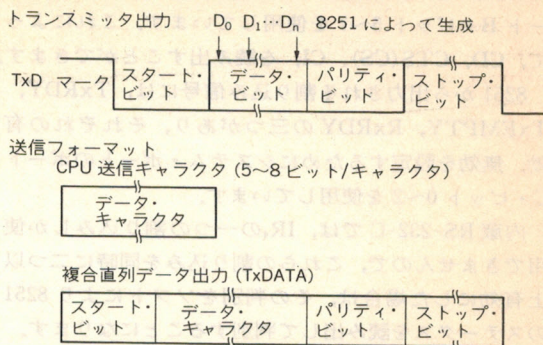 トランスミッタ出力 D0 D1…Dn 8251によって生成
TxD マーク スタート・ビット データ・ビット パリティ・ビット ストップ・ビット
送信フォーマット
CPU送信キャラクタ (5〜8ビット/キャラクタ)
データ・キャラクタ
複合直列データ出力 (TxDATA)
スタート・ビット データ・キャラクタ パリティ・ビット ストップ・ビット